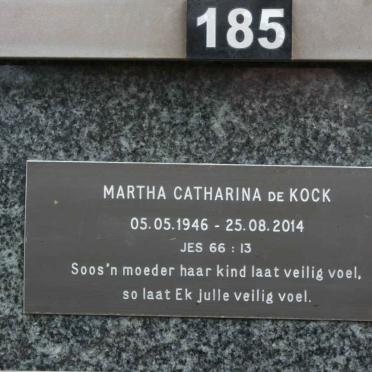 185
MARTHA CATHARINA DE KOCK
05.05.1946 - 25.08.2014
JES 66 : 13
Soos'n moeder haar kind laat veilig voel,
so laat Ek julle veilig voel.